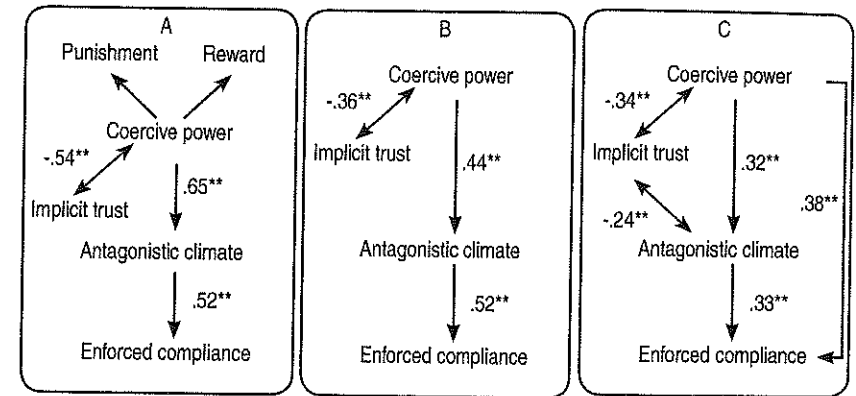 A
Punishment Reward
Coercive power
-.54**
Implicit trust
.65**
Antagonistic climate
.52**
Enforced compliance
B
Coercive power
-.36**
Implicit trust
.44**
Antagonistic climate
.52**
Enforced compliance
C
Coercive power
-.34**
Implicit trust
.32**
.38**
-.24**
Antagonistic climate
.33**
Enforced compliance